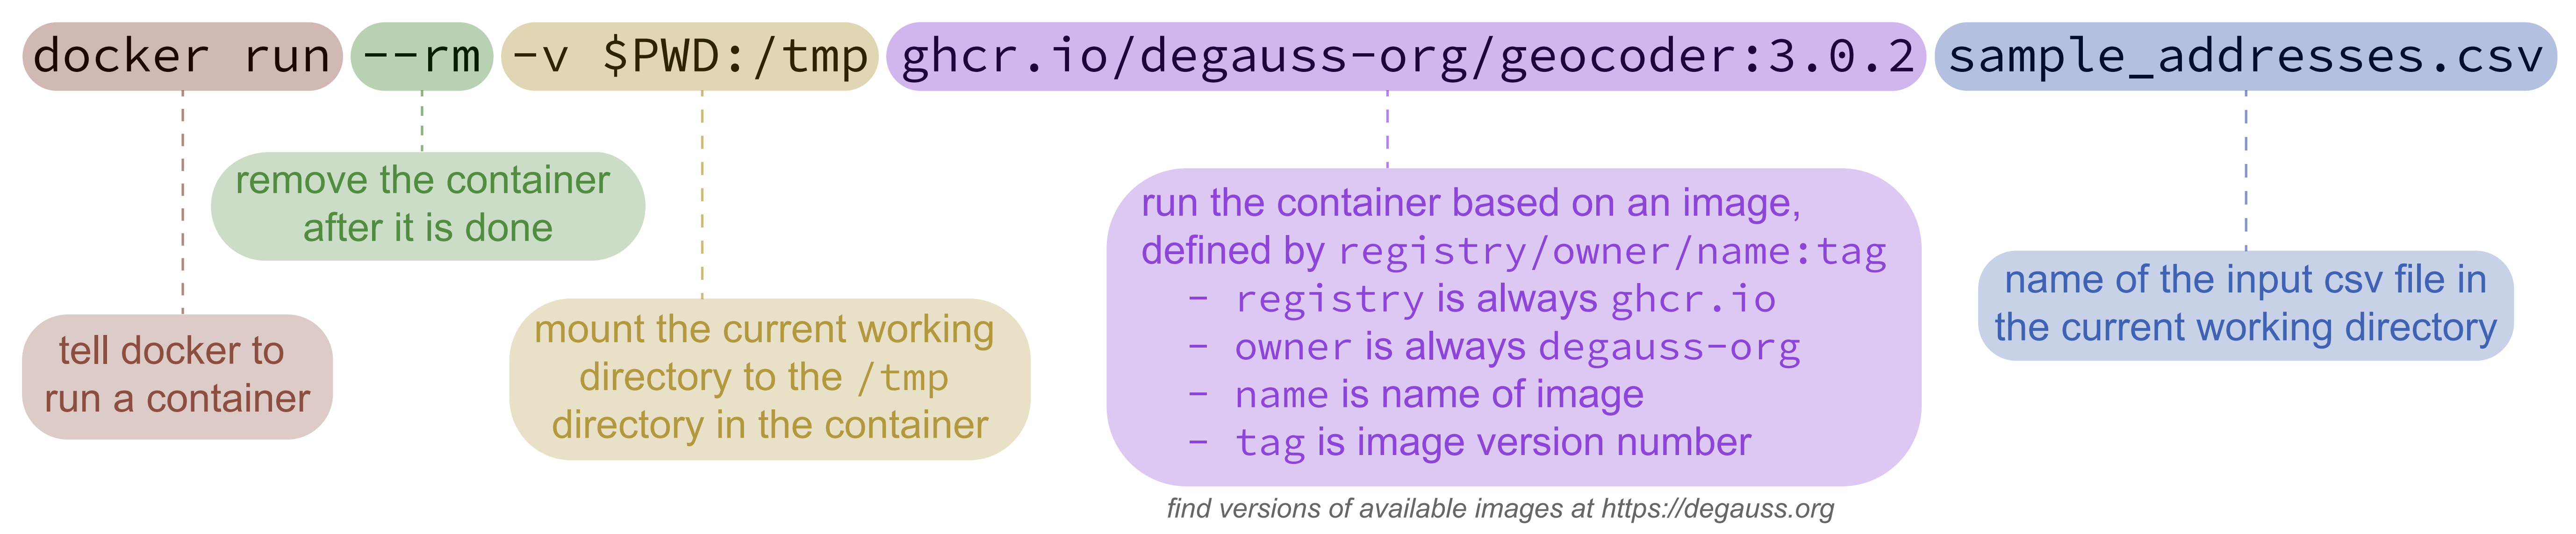 docker run --rm -v $PWD:/tmp ghcr.io/degauss-org/geocoder:3.0.2 sample_addresses.csv
tell docker to
run a container
remove the container
after it is done
mount the current working
directory to the /tmp
directory in the container
run the container based on an image,
defined by registry/owner/name:tag
- registry is always ghcr.io
- owner is always degauss-org
- name is name of image
- tag is image version number
find versions of available images at https://degauss.org
name of the input csv file in
the current working directory